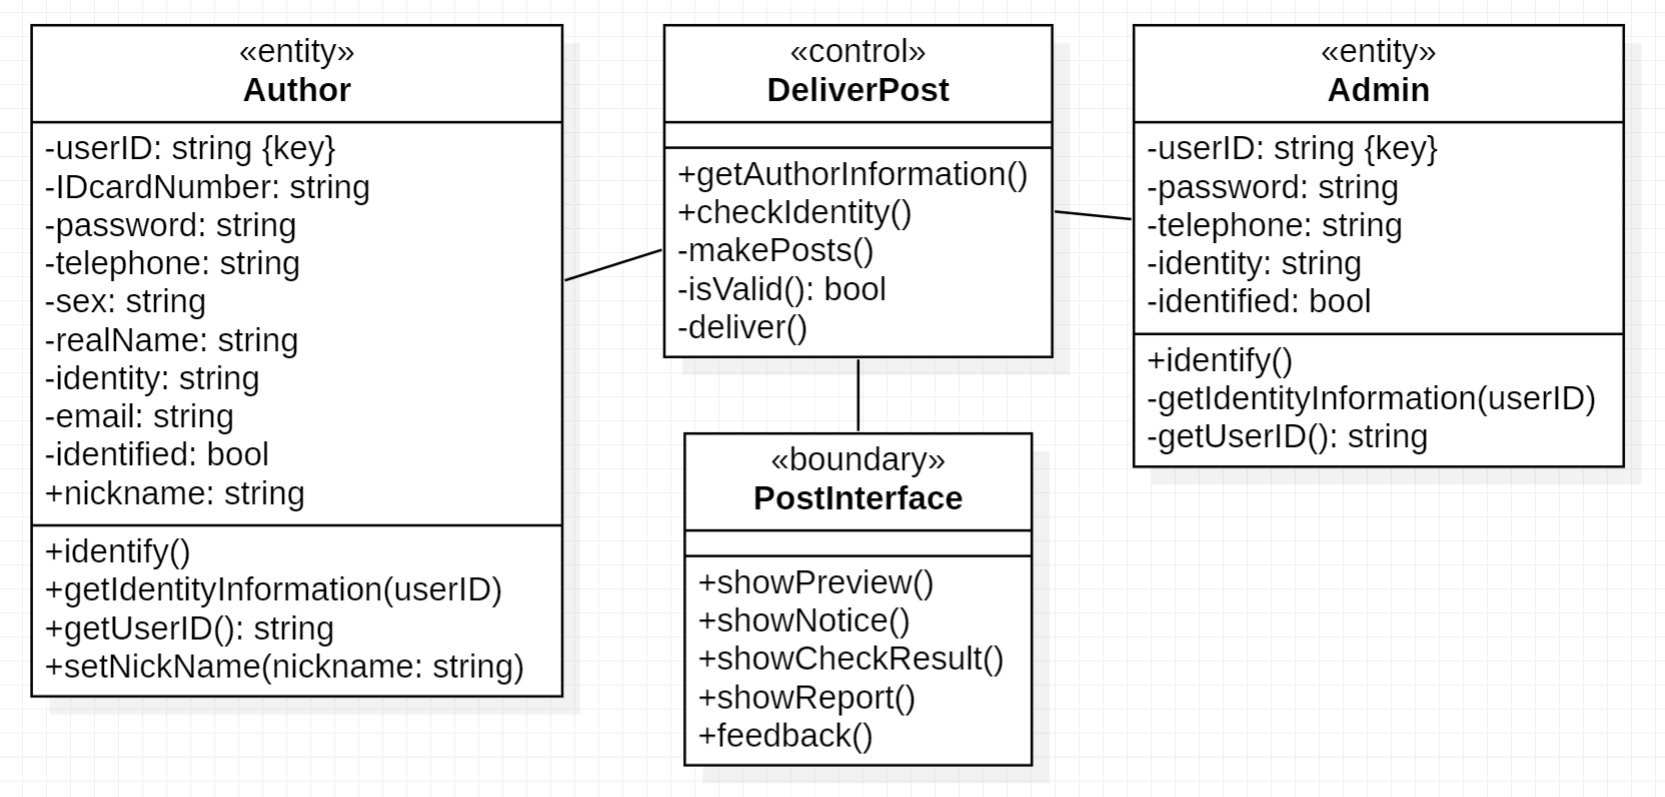 «entity»
Author
-userID: string {key}
-IDcardNumber: string
-password: string
-telephone: string
-sex: string
-realName: string
-identity: string
-email: string
-identified: bool
+nickname: string
+identify()
+getIdentityInformation(userID)
+getUserID(): string
+setNickName(nickname: string)
«control»
DeliverPost
+getAuthorInformation()
+checkIdentity()
-makePosts()
-isValid(): bool
-deliver()
«boundary»
PostInterface
+showPreview()
+showNotice()
+showCheckResult()
+showReport()
+feedback()
«entity»
Admin
-userID: string {key}
-password: string
-telephone: string
-identity: string
-identified: bool
+identify()
-getIdentityInformation(userID)
-getUserID(): string